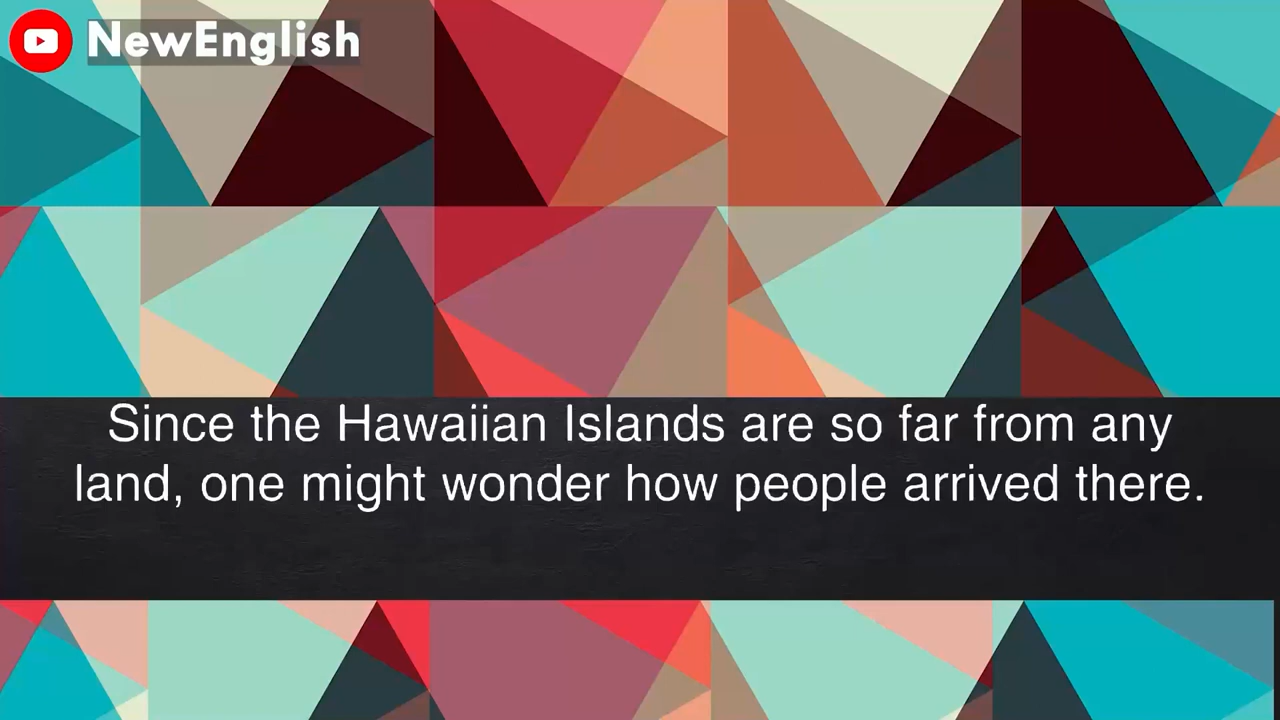 NewEnglish
Since the Hawaiian Islands are so far from any
land, one might wonder how people arrived there.